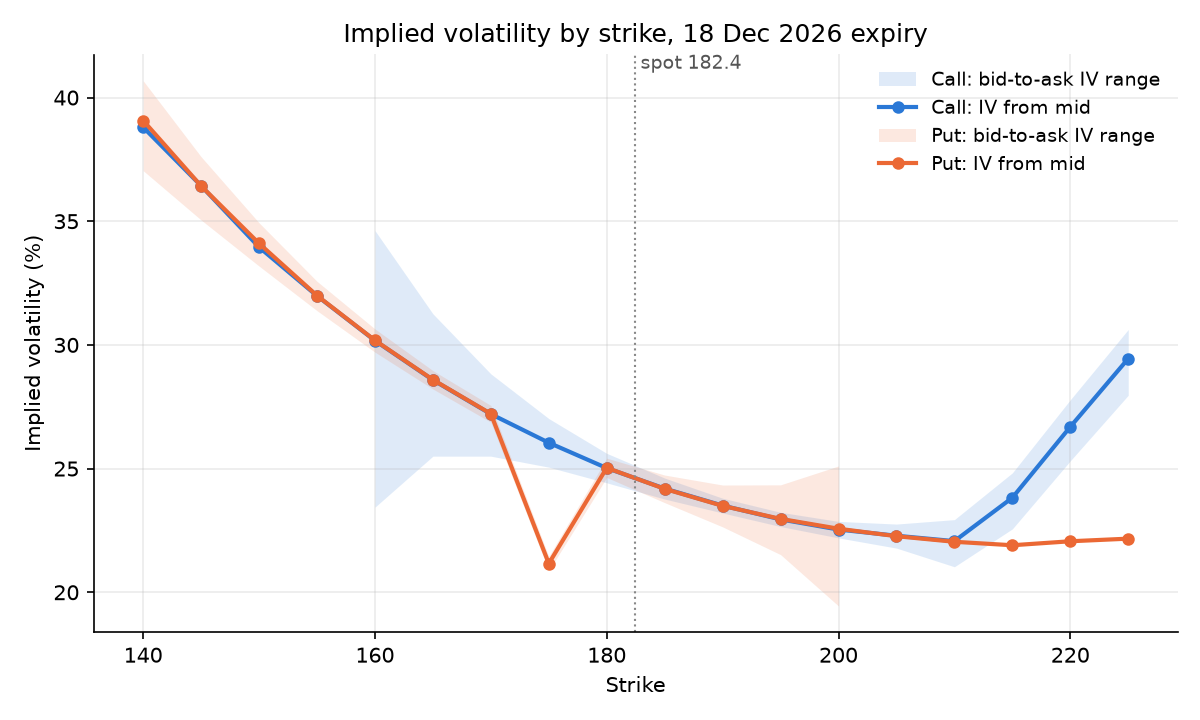 Implied volatility by strike, 18 Dec 2026 expiry
spot 182.4
Call: bid-to-ask IV range
Call: IV from mid
Put: bid-to-ask IV range
Put: IV from mid
40
35
30
25
20
Implied volatility (%)
140 160 180 200 220
Strike